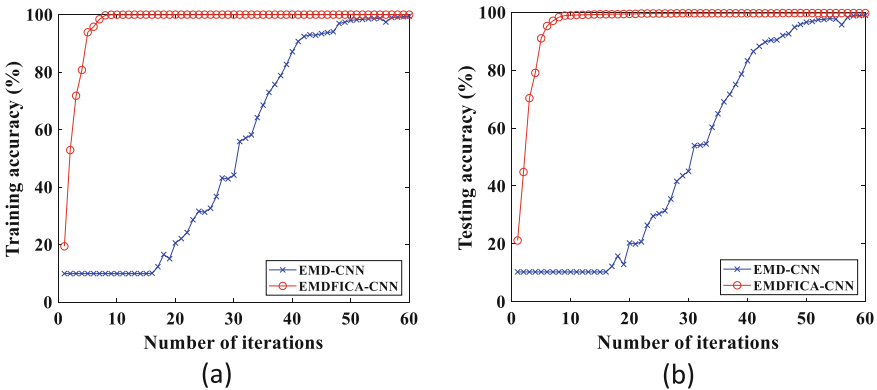 100
80
60
40
20
0
Training accuracy (%)
0 10 20 30 40 50 60
Number of iterations
EMD-CNN
EMDFICA-CNN
(a)
100
80
60
40
20
0
Testing accuracy (%)
0 10 20 30 40 50 60
Number of iterations
EMD-CNN
EMDFICA-CNN
(b)